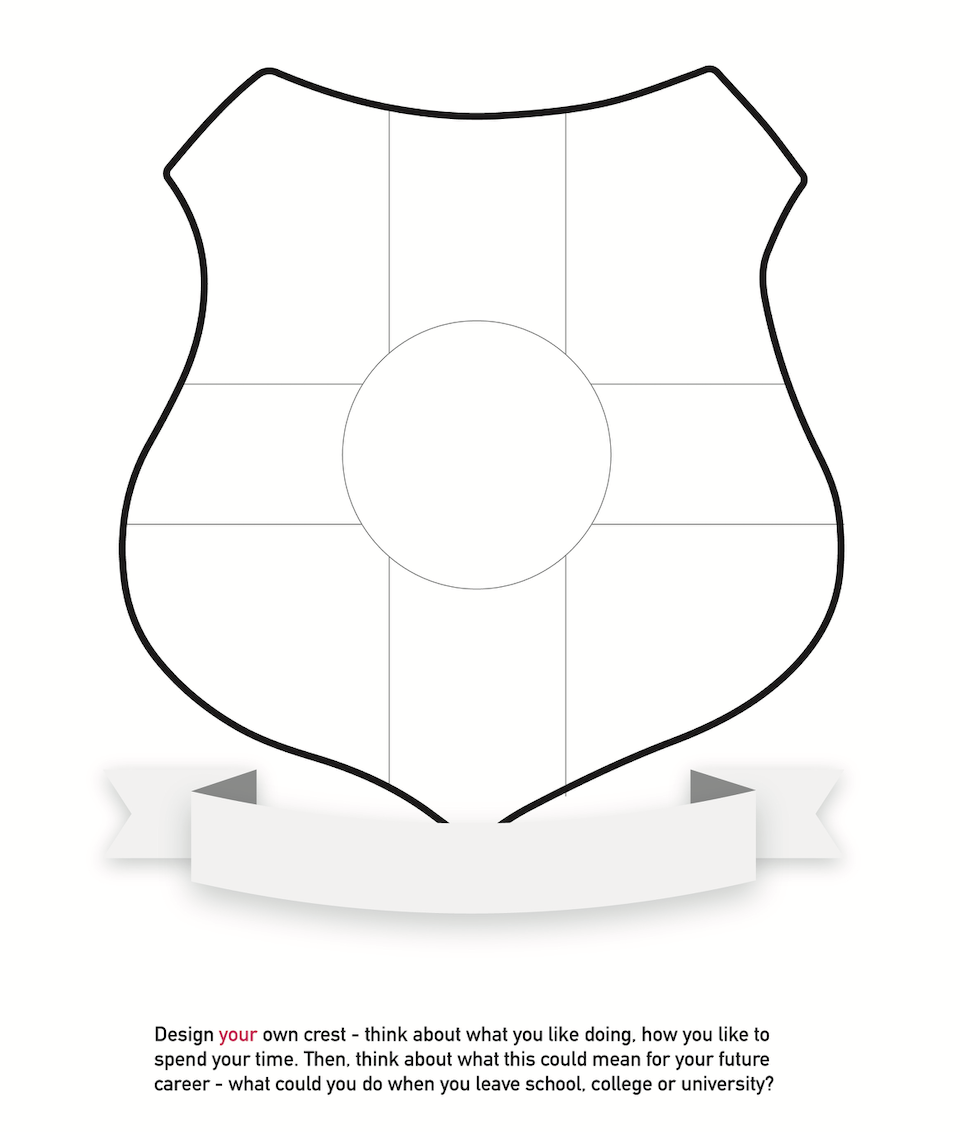 Design your own crest - think about what you like doing, how you like to
spend your time. Then, think about what this could mean for your future
career - what could you do when you leave school, college or university?